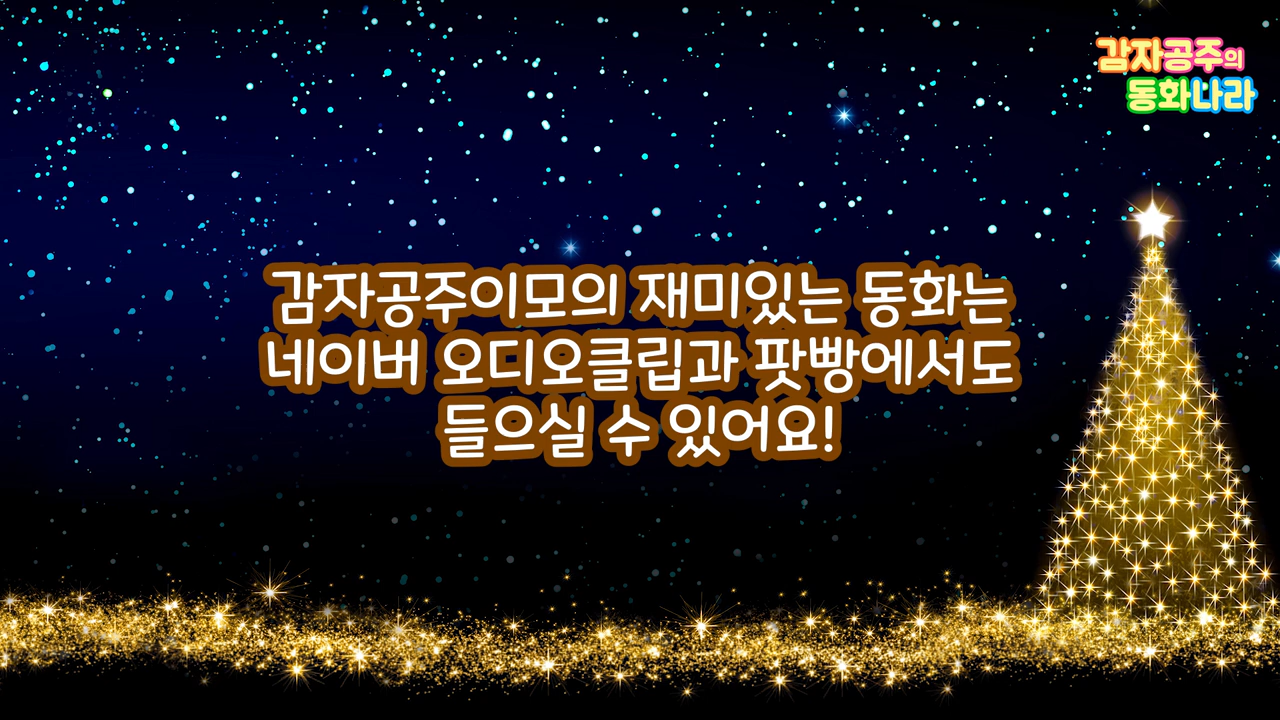 감자공주의
동화나라
감자공주이모의 재미있는 동화는
네이버 오디오클립과 팟빵에서도
들으실 수 있어요!